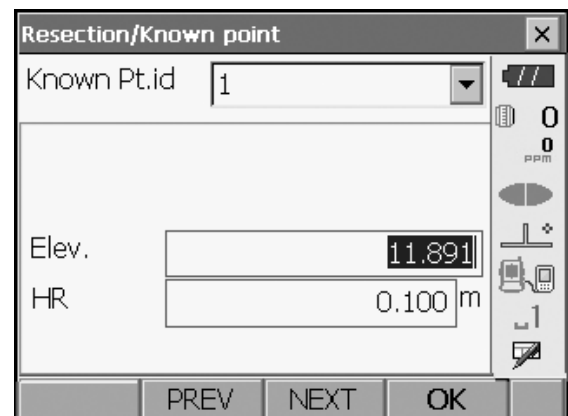 Resection/Known point
Known Pt.id 1
0
0
PPM
Elev. 11.891
HR 0.100 m
1
PREV NEXT OK